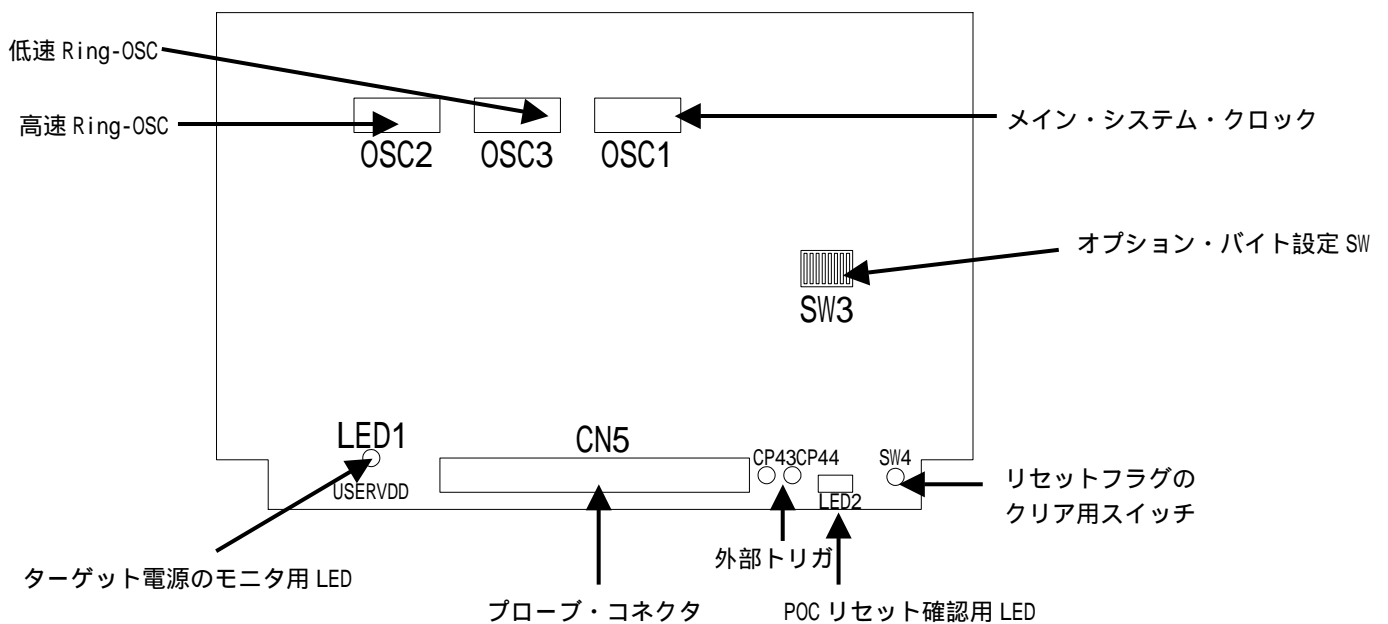 低速 Ring-OSC
高速 Ring-OSC
メイン・システム・クロック
OSC2
OSC3
OSC1
オプション・バイト設定 SW
SW3
LED1
CN5
CP43CP44
SW4
USERVDD
LED2
リセットフラグの
クリア用スイッチ
外部トリガ
ターゲット電源のモニタ用 LED
プローブ・コネクタ
POC リセット確認用 LED